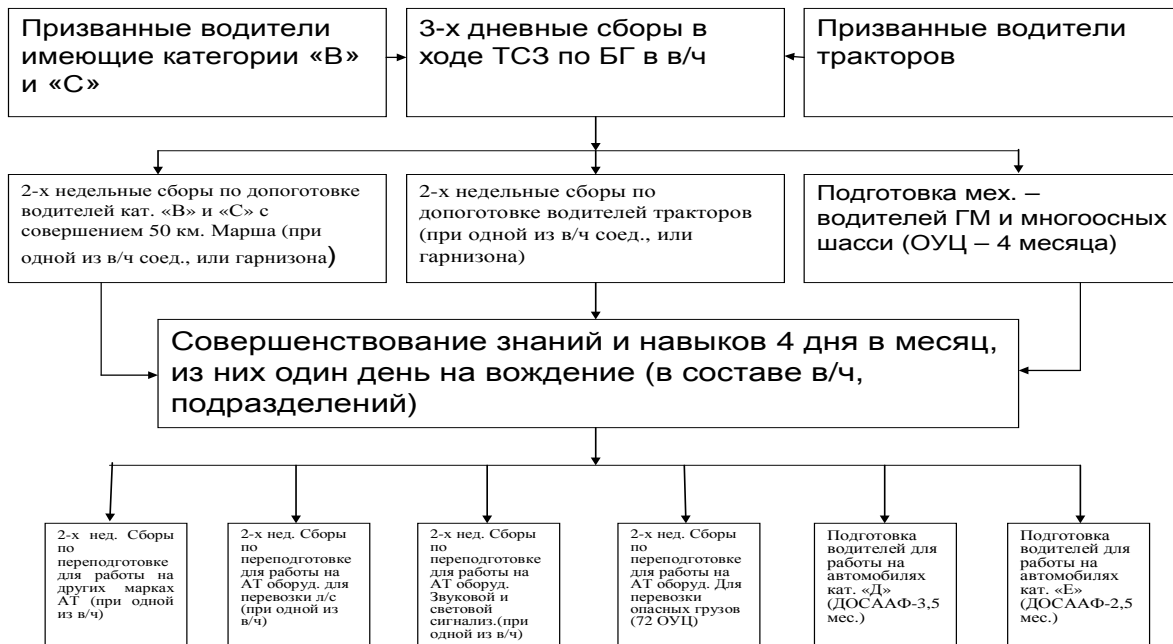 Призванные водители
имеющие категории «В»
и «С»
3-х дневные сборы в
ходе ТСЗ по БГ в в/ч
Призванные водители
тракторов
2-х недельные сборы по допоготовке
водителей кат. «В» и «С» с
совершением 50 км. Марша (при
одной из в/ч соед., или гарнизона)
2-х недельные сборы по
допоготовке водителей тракторов
(при одной из в/ч соед., или
гарнизона)
Подготовка мех. –
водителей ГМ и многоосных
шасси (ОУЦ – 4 месяца)
Совершенствование знаний и навыков 4 дня в месяц,
из них один день на вождение (в составе в/ч,
подразделений)
2-х нед. Сборы
по
переподготовке
для работы на
других марках
АТ (при одной
из в/ч)
2-х нед. Сборы
по
переподготовке
для работы на
АТ оборуд. для
перевозки л/с
(при одной из
в/ч)
2-х нед. Сборы
по
переподготовке
для работы на
АТ оборуд.
Звуковой и
световой
сигнализ.(при
одной из в/ч)
2-х нед. Сборы
по
переподготовке
для работы на
АТ оборуд. Для
перевозки
опасных грузов
(72 ОУЦ)
Подготовка
водителей для
работы на
автомобилях
кат. «Д»
(ДОСААФ-3,5
мес.)
Подготовка
водителей для
работы на
автомобилях
кат. «Е»
(ДОСААФ-2,5
мес.)